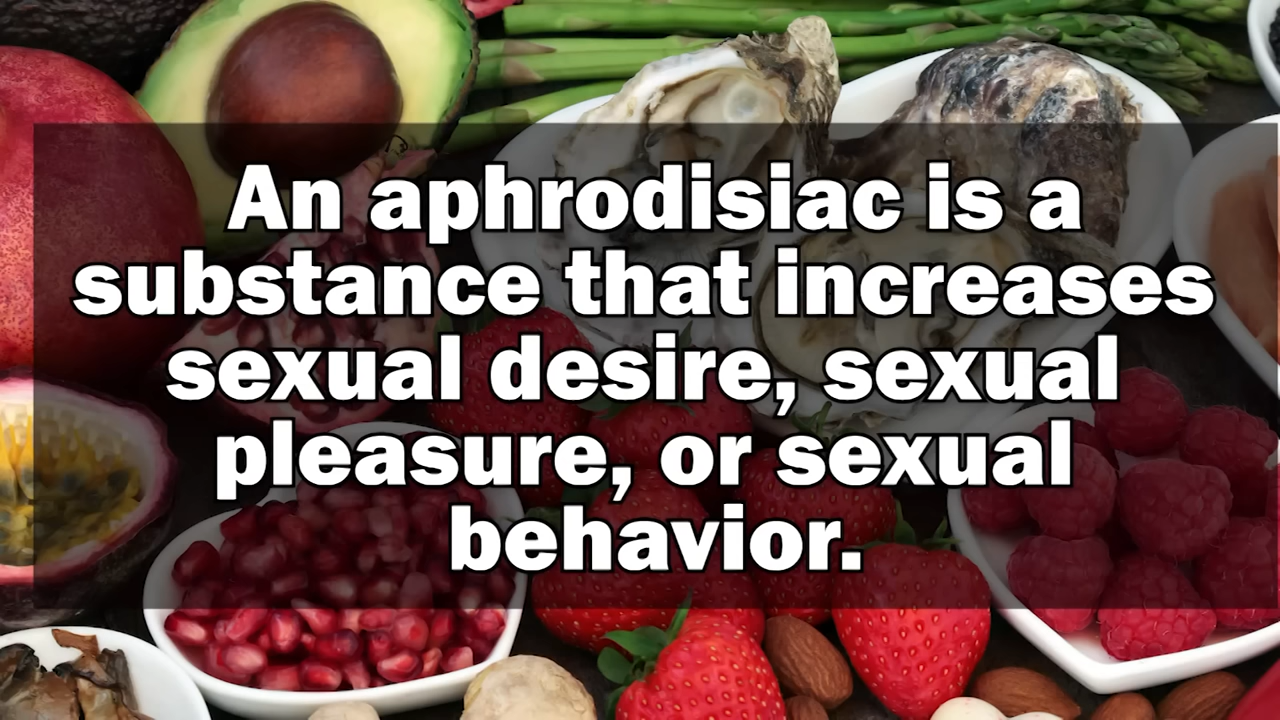 An aphrodisiac is a
substance that increases
sexual desire, sexual
pleasure, or sexual
behavior.